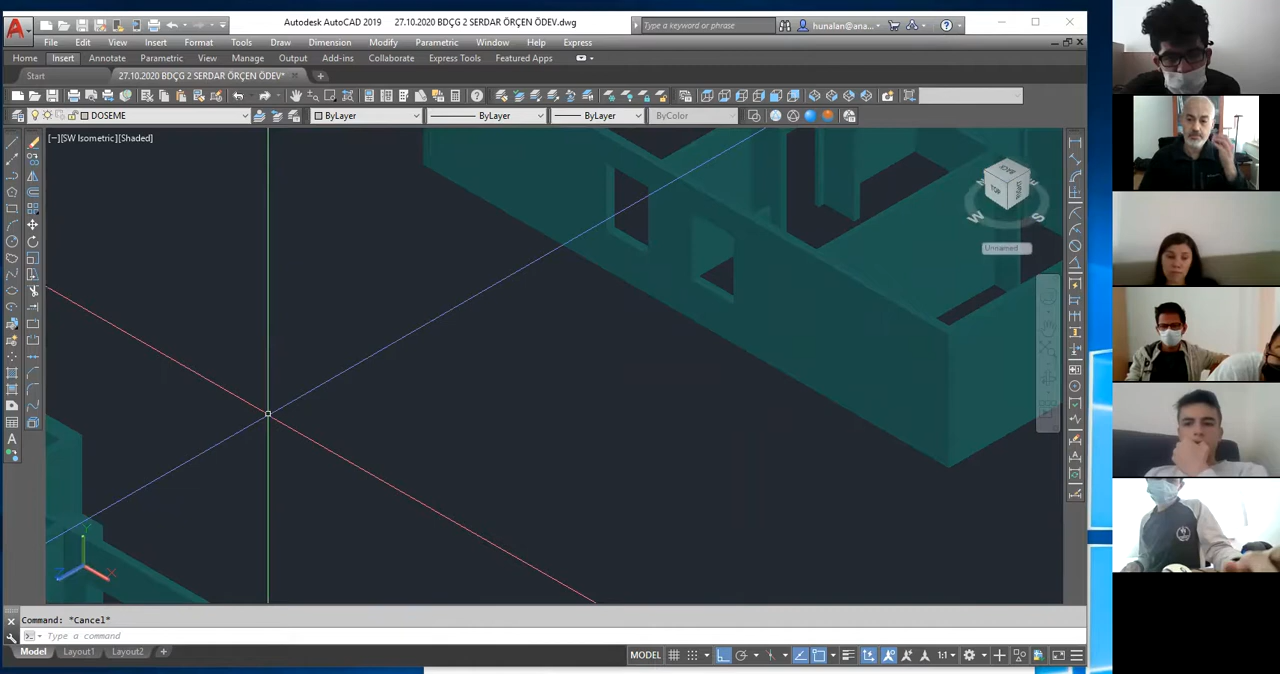 Autodesk AutoCAD 2019 27.10.2020 BDÇG 2 SERDAR ÖRÇEN ÖDEV.dwg
Type a keyword or phrase
hunalan@ana...
File Edit View Insert Format Tools Draw Dimension Modify Parametric Window Help Express
Home Insert Annotate Parametric View Manage Output Add-ins Collaborate Express Tools Featured Apps
Start 27.10.2020 BDÇG 2 SERDAR ÖRÇEN ÖDEV*
DOSEME ByLayer ByLayer ByLayer ByColor
[−][SW Isometric][Shaded]
BACK
TOP
RIGHT
W S
Unnamed
Y
Z X
Command: *Cancel*
Type a command
Model Layout1 Layout2
MODEL 1:1